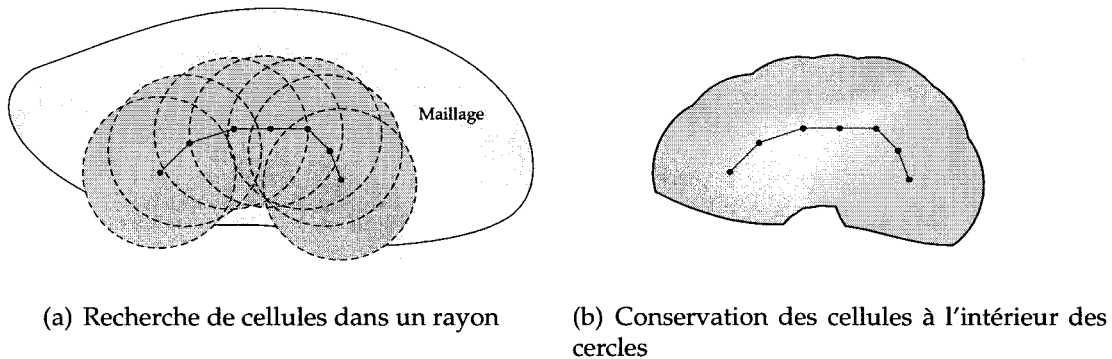 Maillage
(a) Recherche de cellules dans un rayon
(b) Conservation des cellules à l'intérieur des
cercles